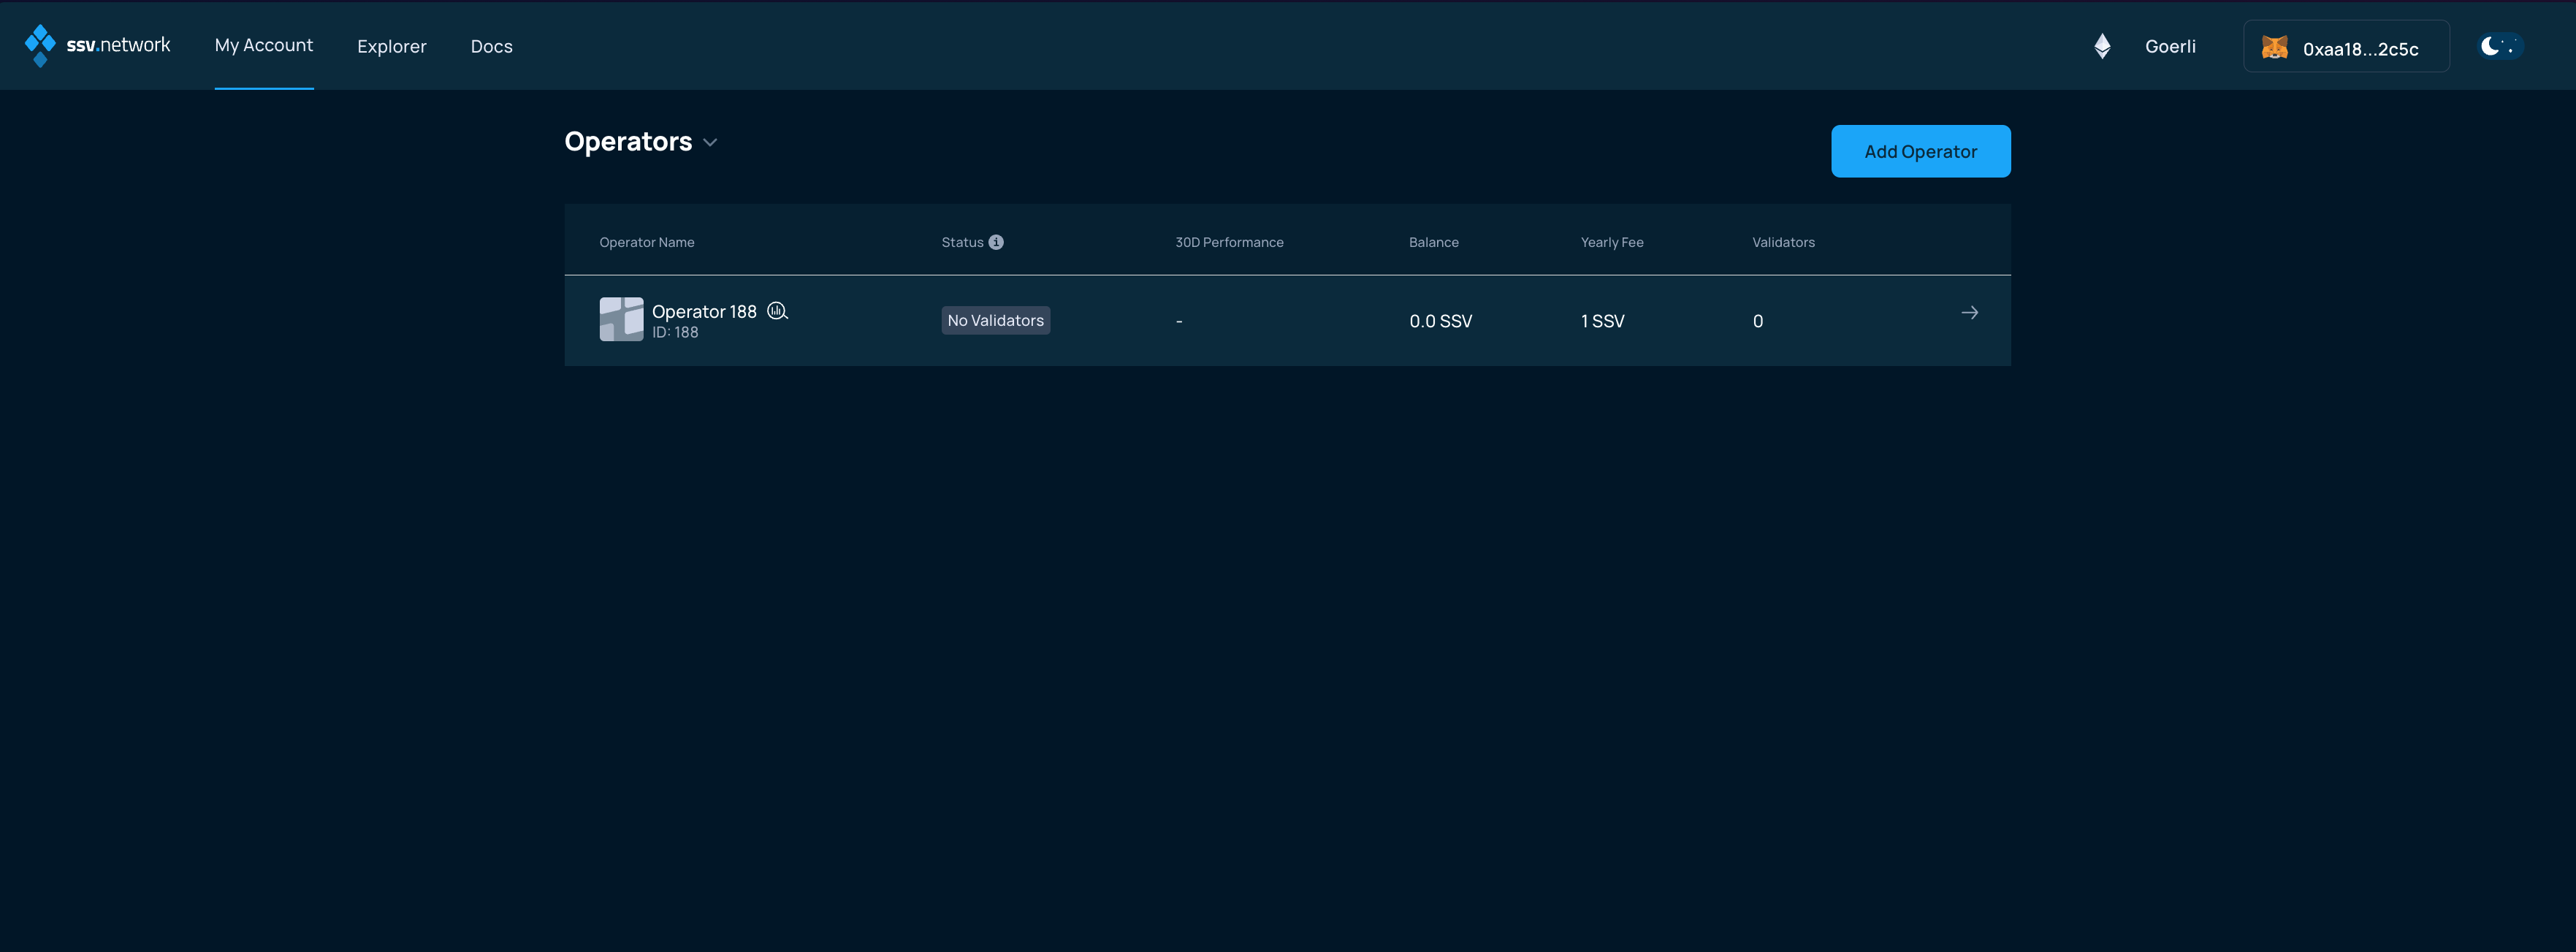 ssv.network My Account Explorer Docs Goerli 0xaa18...2c5c
Operators Add Operator
Operator Name Status 30D Performance Balance Yearly Fee Validators
Operator 188 No Validators - 0.0 SSV 1 SSV 0
ID: 188